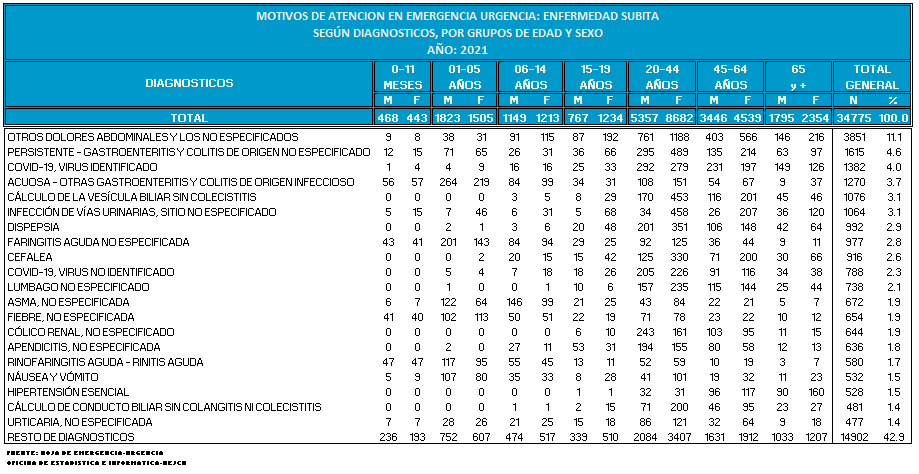 MOTIVOS DE ATENCION EN EMERGENCIA URGENCIA: ENFERMEDAD SUBITA
SEGÚN DIAGNOSTICOS, POR GRUPOS DE EDAD Y SEXO
AÑO: 2021
DIAGNOSTICOS 0-11 MESES 01-05 AÑOS 06-14 AÑOS 15-19 AÑOS 20-44 AÑOS 45-64 AÑOS 65 y + TOTAL GENERAL
M F M F M F M F M F M F M F N %
TOTAL 468 443 1823 1505 1149 1213 767 1234 5357 8682 3446 4539 1795 2354 34775 100.0
OTROS DOLORES ABDOMINALES Y LOS NO ESPECIFICADOS 9 8 38 31 91 149 87 192 761 1188 403 566 146 216 3851 11.1
PERSISTENTE - GASTROENTERITIS Y COLITIS DE ORIGEN NO ESPECIFICADO 12 15 71 65 26 31 36 66 295 489 135 214 63 97 1615 4.6
COVID-19, VIRUS IDENTIFICADO 1 4 4 9 16 16 25 33 292 279 231 197 149 126 1382 4.0
ACUOSA - OTRAS GASTROENTERITIS Y COLITIS DE ORIGEN INFECCIOSO 56 57 264 219 84 99 34 31 108 151 54 67 9 37 1270 3.7
CÁLCULO DE LA VESÍCULA BILIAR SIN COLECISTITIS 0 0 0 0 3 5 8 29 170 453 116 201 45 46 1076 3.1
INFECCIÓN DE VÍAS URINARIAS, SITIO NO ESPECIFICADO 5 15 7 46 6 31 5 68 34 458 26 207 36 120 1064 3.1
DISPEPSIA 0 0 2 1 3 6 20 48 201 351 106 148 42 64 992 2.9
FARINGITIS AGUDA NO ESPECIFICADA 43 41 201 143 84 94 29 25 92 125 36 44 9 11 977 2.8
CEFALEA 0 0 0 2 20 15 15 42 125 330 71 200 30 66 916 2.6
COVID-19, VIRUS NO IDENTIFICADO 0 0 5 4 7 18 18 26 205 226 91 116 34 38 788 2.3
LUMBAGO NO ESPECIFICADO 0 0 1 0 0 1 10 6 157 235 115 144 25 44 738 2.1
ASMA, NO ESPECIFICADA 6 7 122 64 146 99 21 25 43 84 22 21 5 7 672 1.9
FIEBRE, NO ESPECIFICADA 41 40 102 113 50 51 22 19 71 78 23 22 10 12 654 1.9
CÓLICO RENAL, NO ESPECIFICADO 0 0 0 0 0 0 6 10 243 161 103 95 11 15 644 1.9
APENDICITIS, NO ESPECIFICADA 0 0 2 0 27 11 53 31 194 155 80 58 12 13 636 1.8
RINOFARINGITIS AGUDA - RINITIS AGUDA 47 47 117 95 55 45 13 11 52 59 10 19 3 7 580 1.7
NÁUSEA Y VÓMITO 5 9 107 80 35 33 8 28 41 101 19 32 11 23 532 1.5
HIPERTENSIÓN ESENCIAL 0 0 0 0 0 0 1 1 32 31 96 117 90 160 528 1.5
CÁLCULO DE CONDUCTO BILIAR SIN COLANGITIS NI COLECISTITIS 0 0 0 0 1 1 2 15 71 200 46 95 23 27 481 1.4
URTICARIA, NO ESPECIFICADA 7 7 28 26 21 15 18 86 121 32 64 9 18 477 1.4
RESTO DE DIAGNOSTICOS 236 193 752 607 474 517 339 510 2084 3407 1631 1912 1033 1207 14902 42.9
FUENTE: HOJA DE EMERGENCIA-URGENCIA
OFICINA DE ESTADISTICA E INFORMATICA-HEJCU